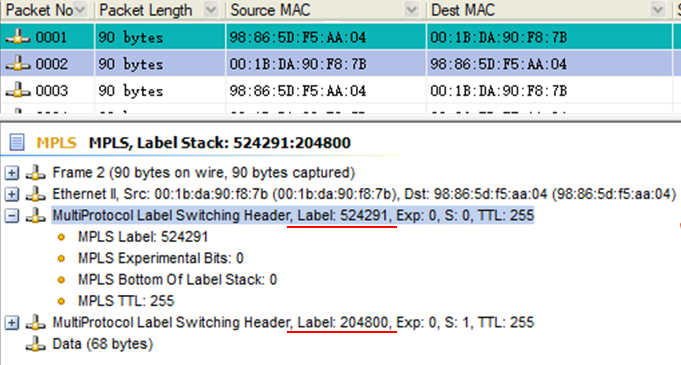 Packet No Packet Length Source MAC Dest MAC
0001 90 bytes 98:86:5D:F5:AA:04 00:1B:DA:90:F8:7B
0002 90 bytes 00:1B:DA:90:F8:7B 98:86:5D:F5:AA:04
0003 90 bytes 98:86:5D:F5:AA:04 00:1B:DA:90:F8:7B
MPLS MPLS, Label Stack: 524291:204800
Frame 2 (90 bytes on wire, 90 bytes captured)
Ethernet II, Src: 00:1b:da:90:f8:7b (00:1b:da:90:f8:7b), Dst: 98:86:5d:f5:aa:04 (98:86:5d:f5:aa:04)
MultiProtocol Label Switching Header, Label: 524291, Exp: 0, S: 0, TTL: 255
MPLS Label: 524291
MPLS Experimental Bits: 0
MPLS Bottom Of Label Stack: 0
MPLS TTL: 255
MultiProtocol Label Switching Header, Label: 204800, Exp: 0, S: 1, TTL: 255
Data (68 bytes)